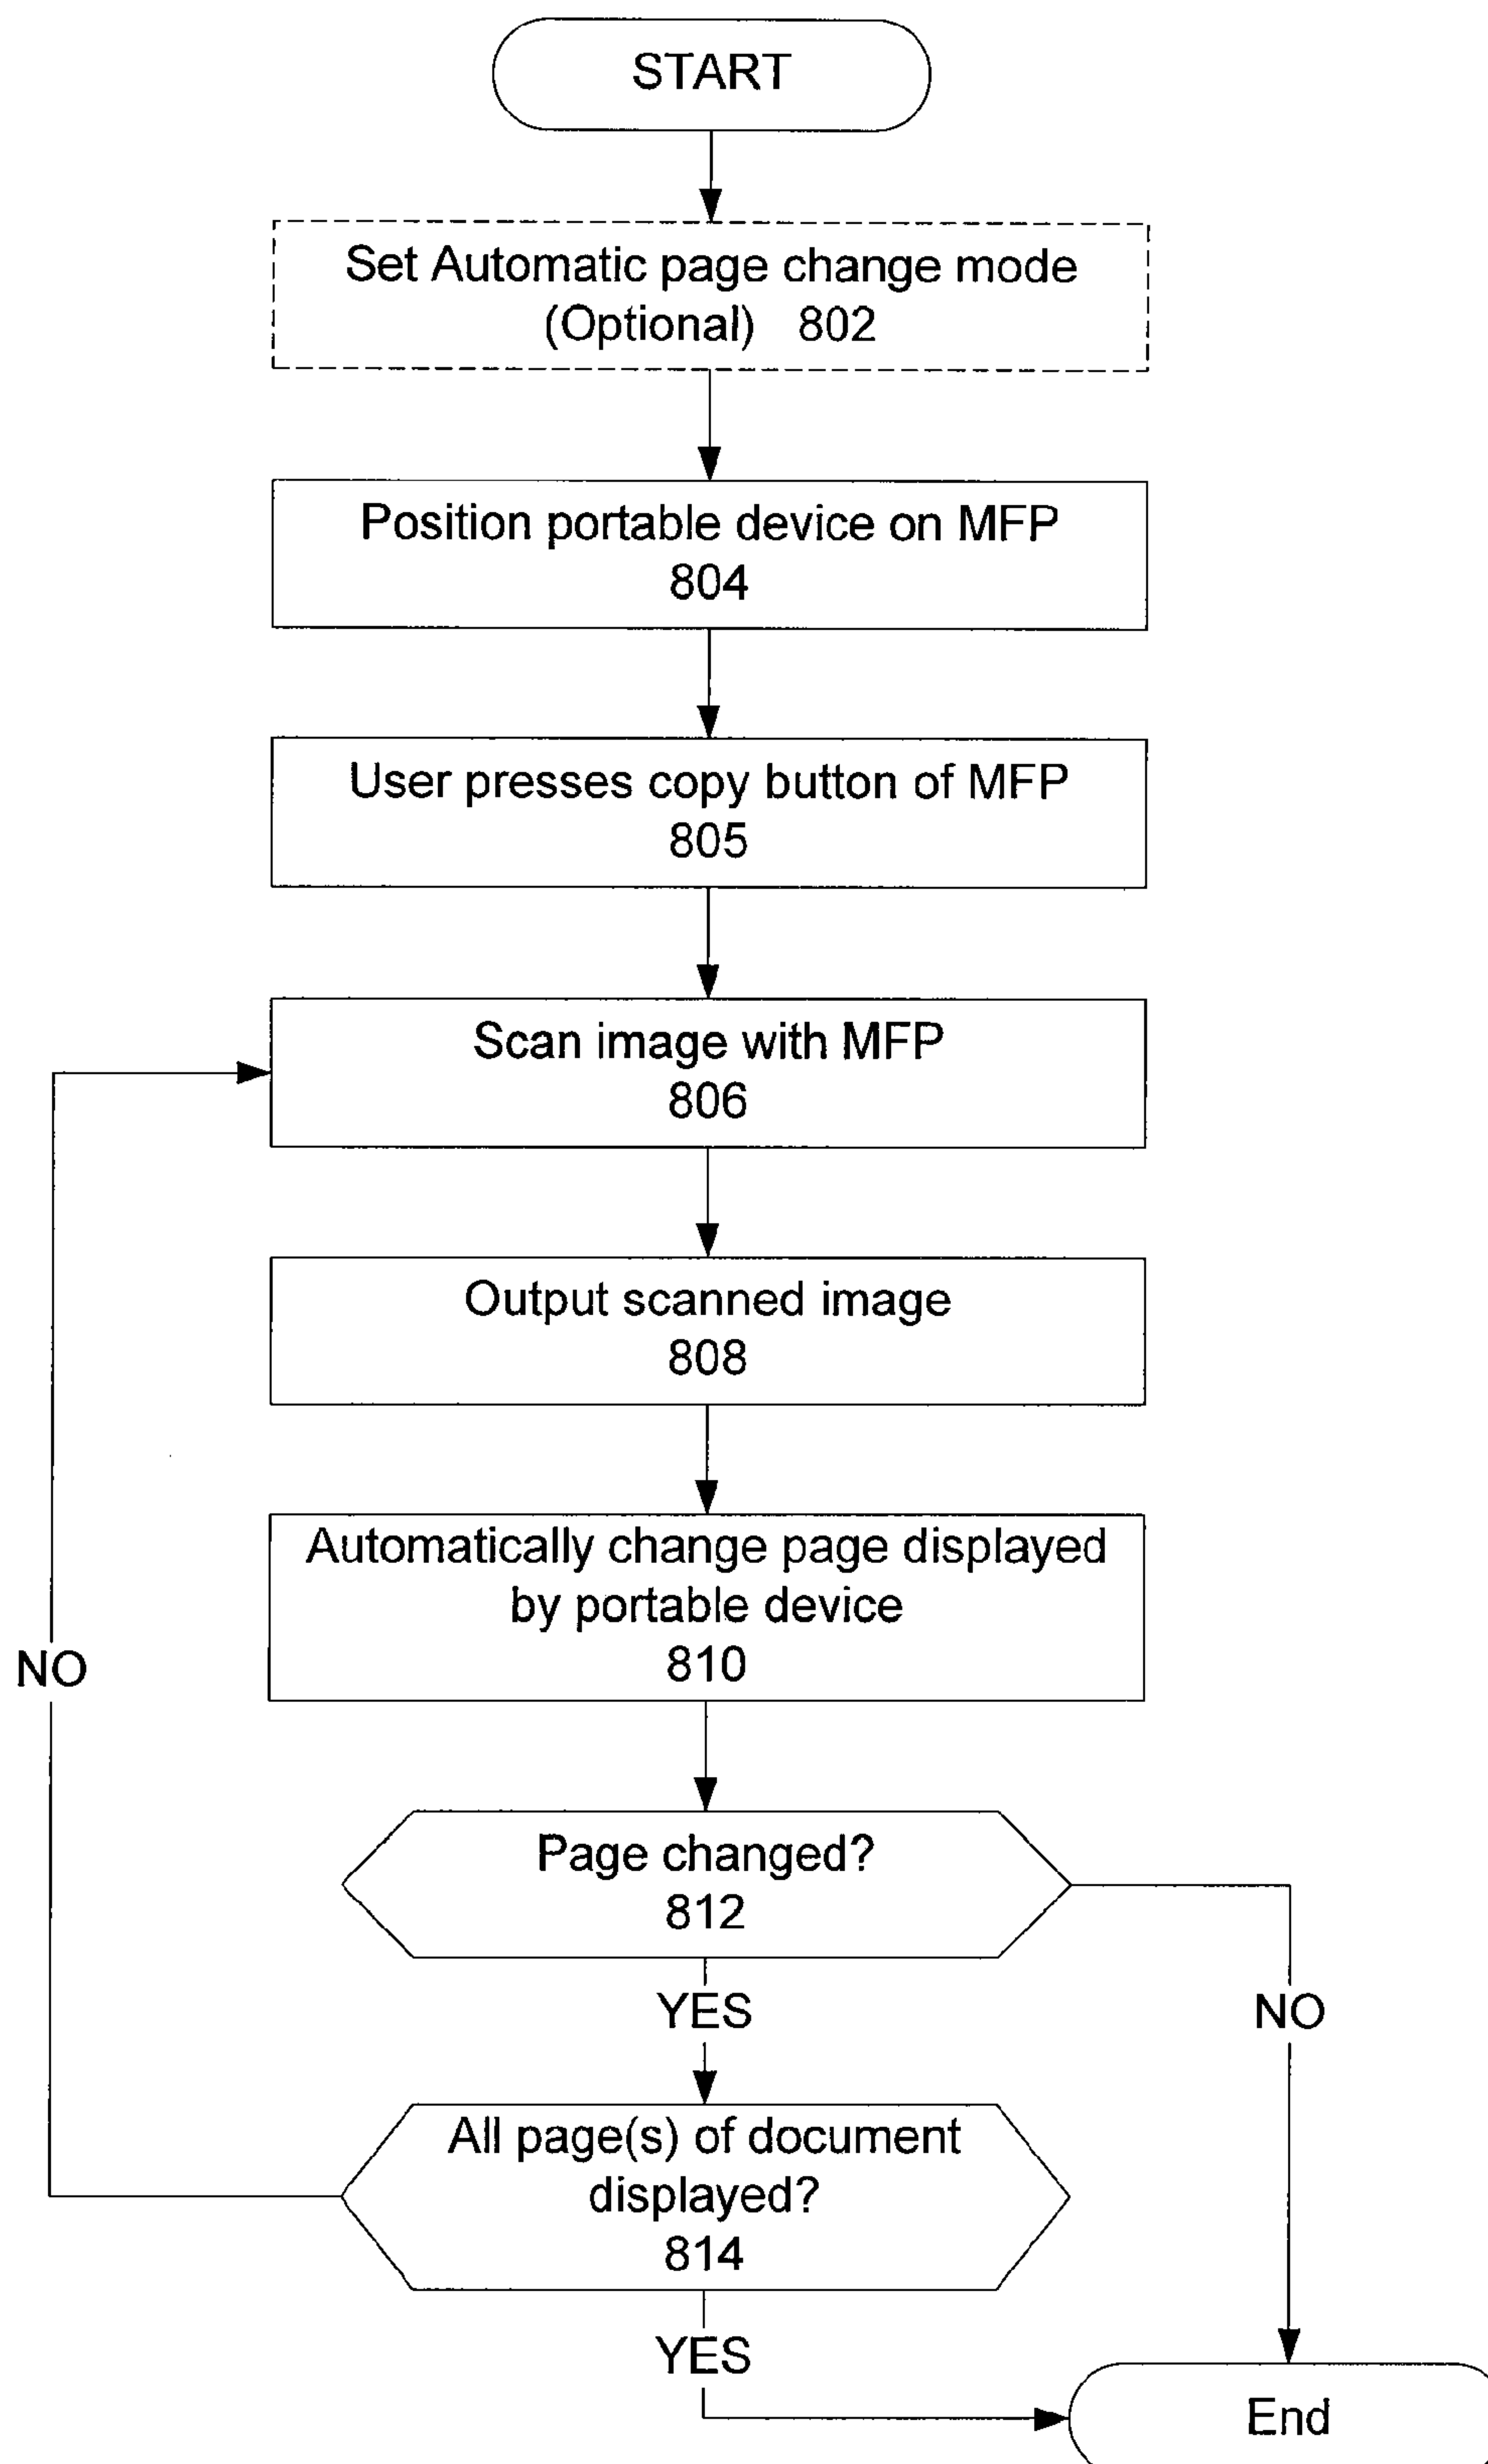 START
Set Automatic page change mode
(Optional) 802
Position portable device on MFP
804
User presses copy button of MFP
805
Scan image with MFP
806
Output scanned image
808
Automatically change page displayed
by portable device
810
NO
Page changed?
812
YES
NO
All page(s) of document
displayed?
814
YES
End